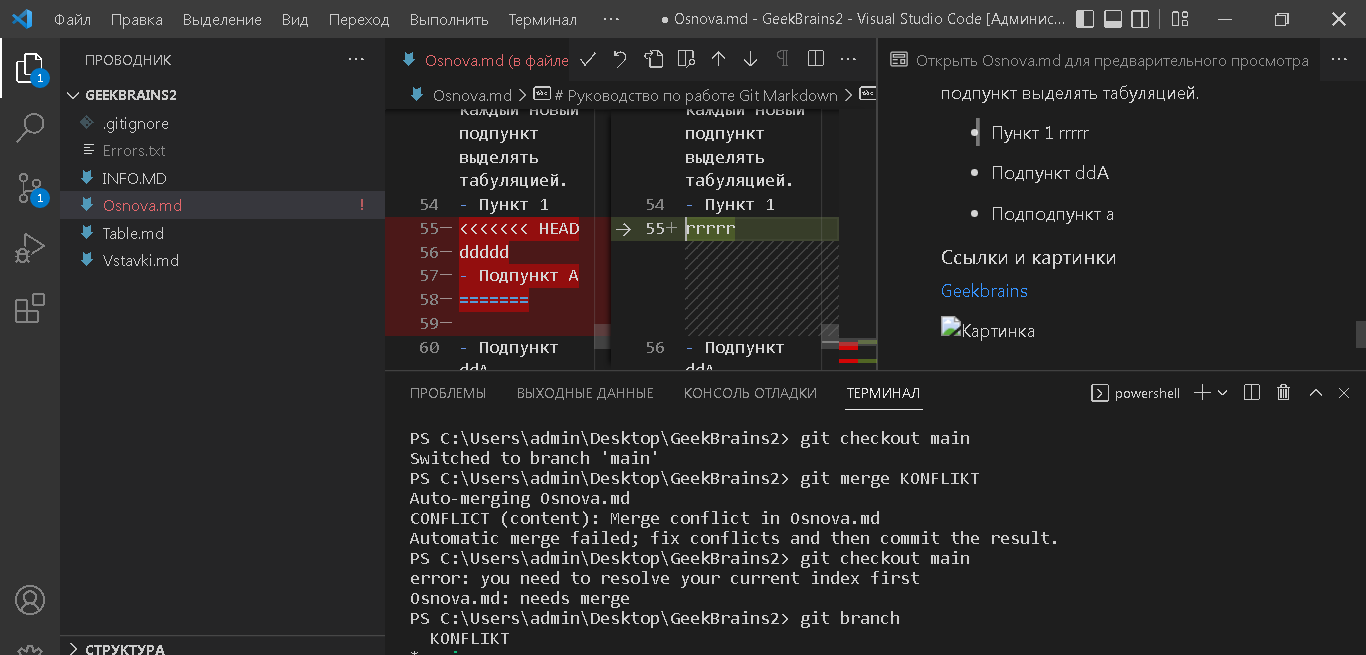 Файл Правка Выделение Вид Переход Выполнить Терминал ··· ● Osnova.md - GeekBrains2 - Visual Studio Code [Админис...
ПРОВОДНИК ···
GEEKBRAINS2
.gitignore
Errors.txt
INFO.MD
Osnova.md !
Table.md
Vstavki.md
СТРУКТУРА
1
1
Osnova.md (в файле
Osnova.md > # Руководство по работе Git Markdown >
каждый новый
подпункт
выделять
табуляцией.
54 - Пункт 1
55— <<<<<<< HEAD
56— ddddd
57— - Подпункт А
58— =======
59—
60 - Подпункт
ddA
каждый новый
подпункт
выделять
табуляцией.
54 - Пункт 1
55+ rrrrr
56 - Подпункт
ddA
Открыть Osnova.md для предварительного просмотра ···
подпункт выделять табуляцией.
• Пункт 1 rrrrr
• Подпункт ddA
• Подподпункт а
Ссылки и картинки
Geekbrains
Картинка
ПРОБЛЕМЫ ВЫХОДНЫЕ ДАННЫЕ КОНСОЛЬ ОТЛАДКИ ТЕРМИНАЛ powershell
PS C:\Users\admin\Desktop\GeekBrains2> git checkout main
Switched to branch 'main'
PS C:\Users\admin\Desktop\GeekBrains2> git merge KONFLIKT
Auto-merging Osnova.md
CONFLICT (content): Merge conflict in Osnova.md
Automatic merge failed; fix conflicts and then commit the result.
PS C:\Users\admin\Desktop\GeekBrains2> git checkout main
error: you need to resolve your current index first
Osnova.md: needs merge
PS C:\Users\admin\Desktop\GeekBrains2> git branch
KONFLIKT